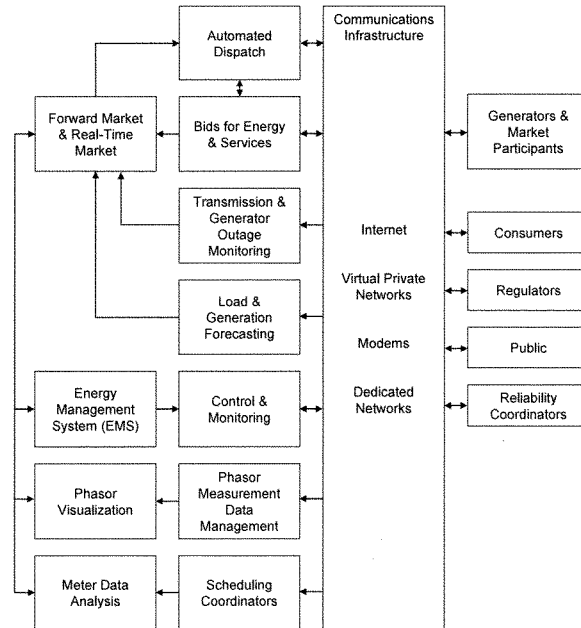 Automated
Dispatch
Communications
Infrastructure
Forward Market
& Real-Time
Market
Bids for Energy
& Services
Generators &
Market
Participants
Transmission &
Generator
Outage
Monitoring
Internet
Consumers
Load &
Generation
Forecasting
Virtual Private
Networks
Regulators
Modems
Public
Energy
Management
System (EMS)
Control &
Monitoring
Dedicated
Networks
Reliability
Coordinators
Phasor
Visualization
Phasor
Measurement
Data
Management
Meter Data
Analysis
Scheduling
Coordinators